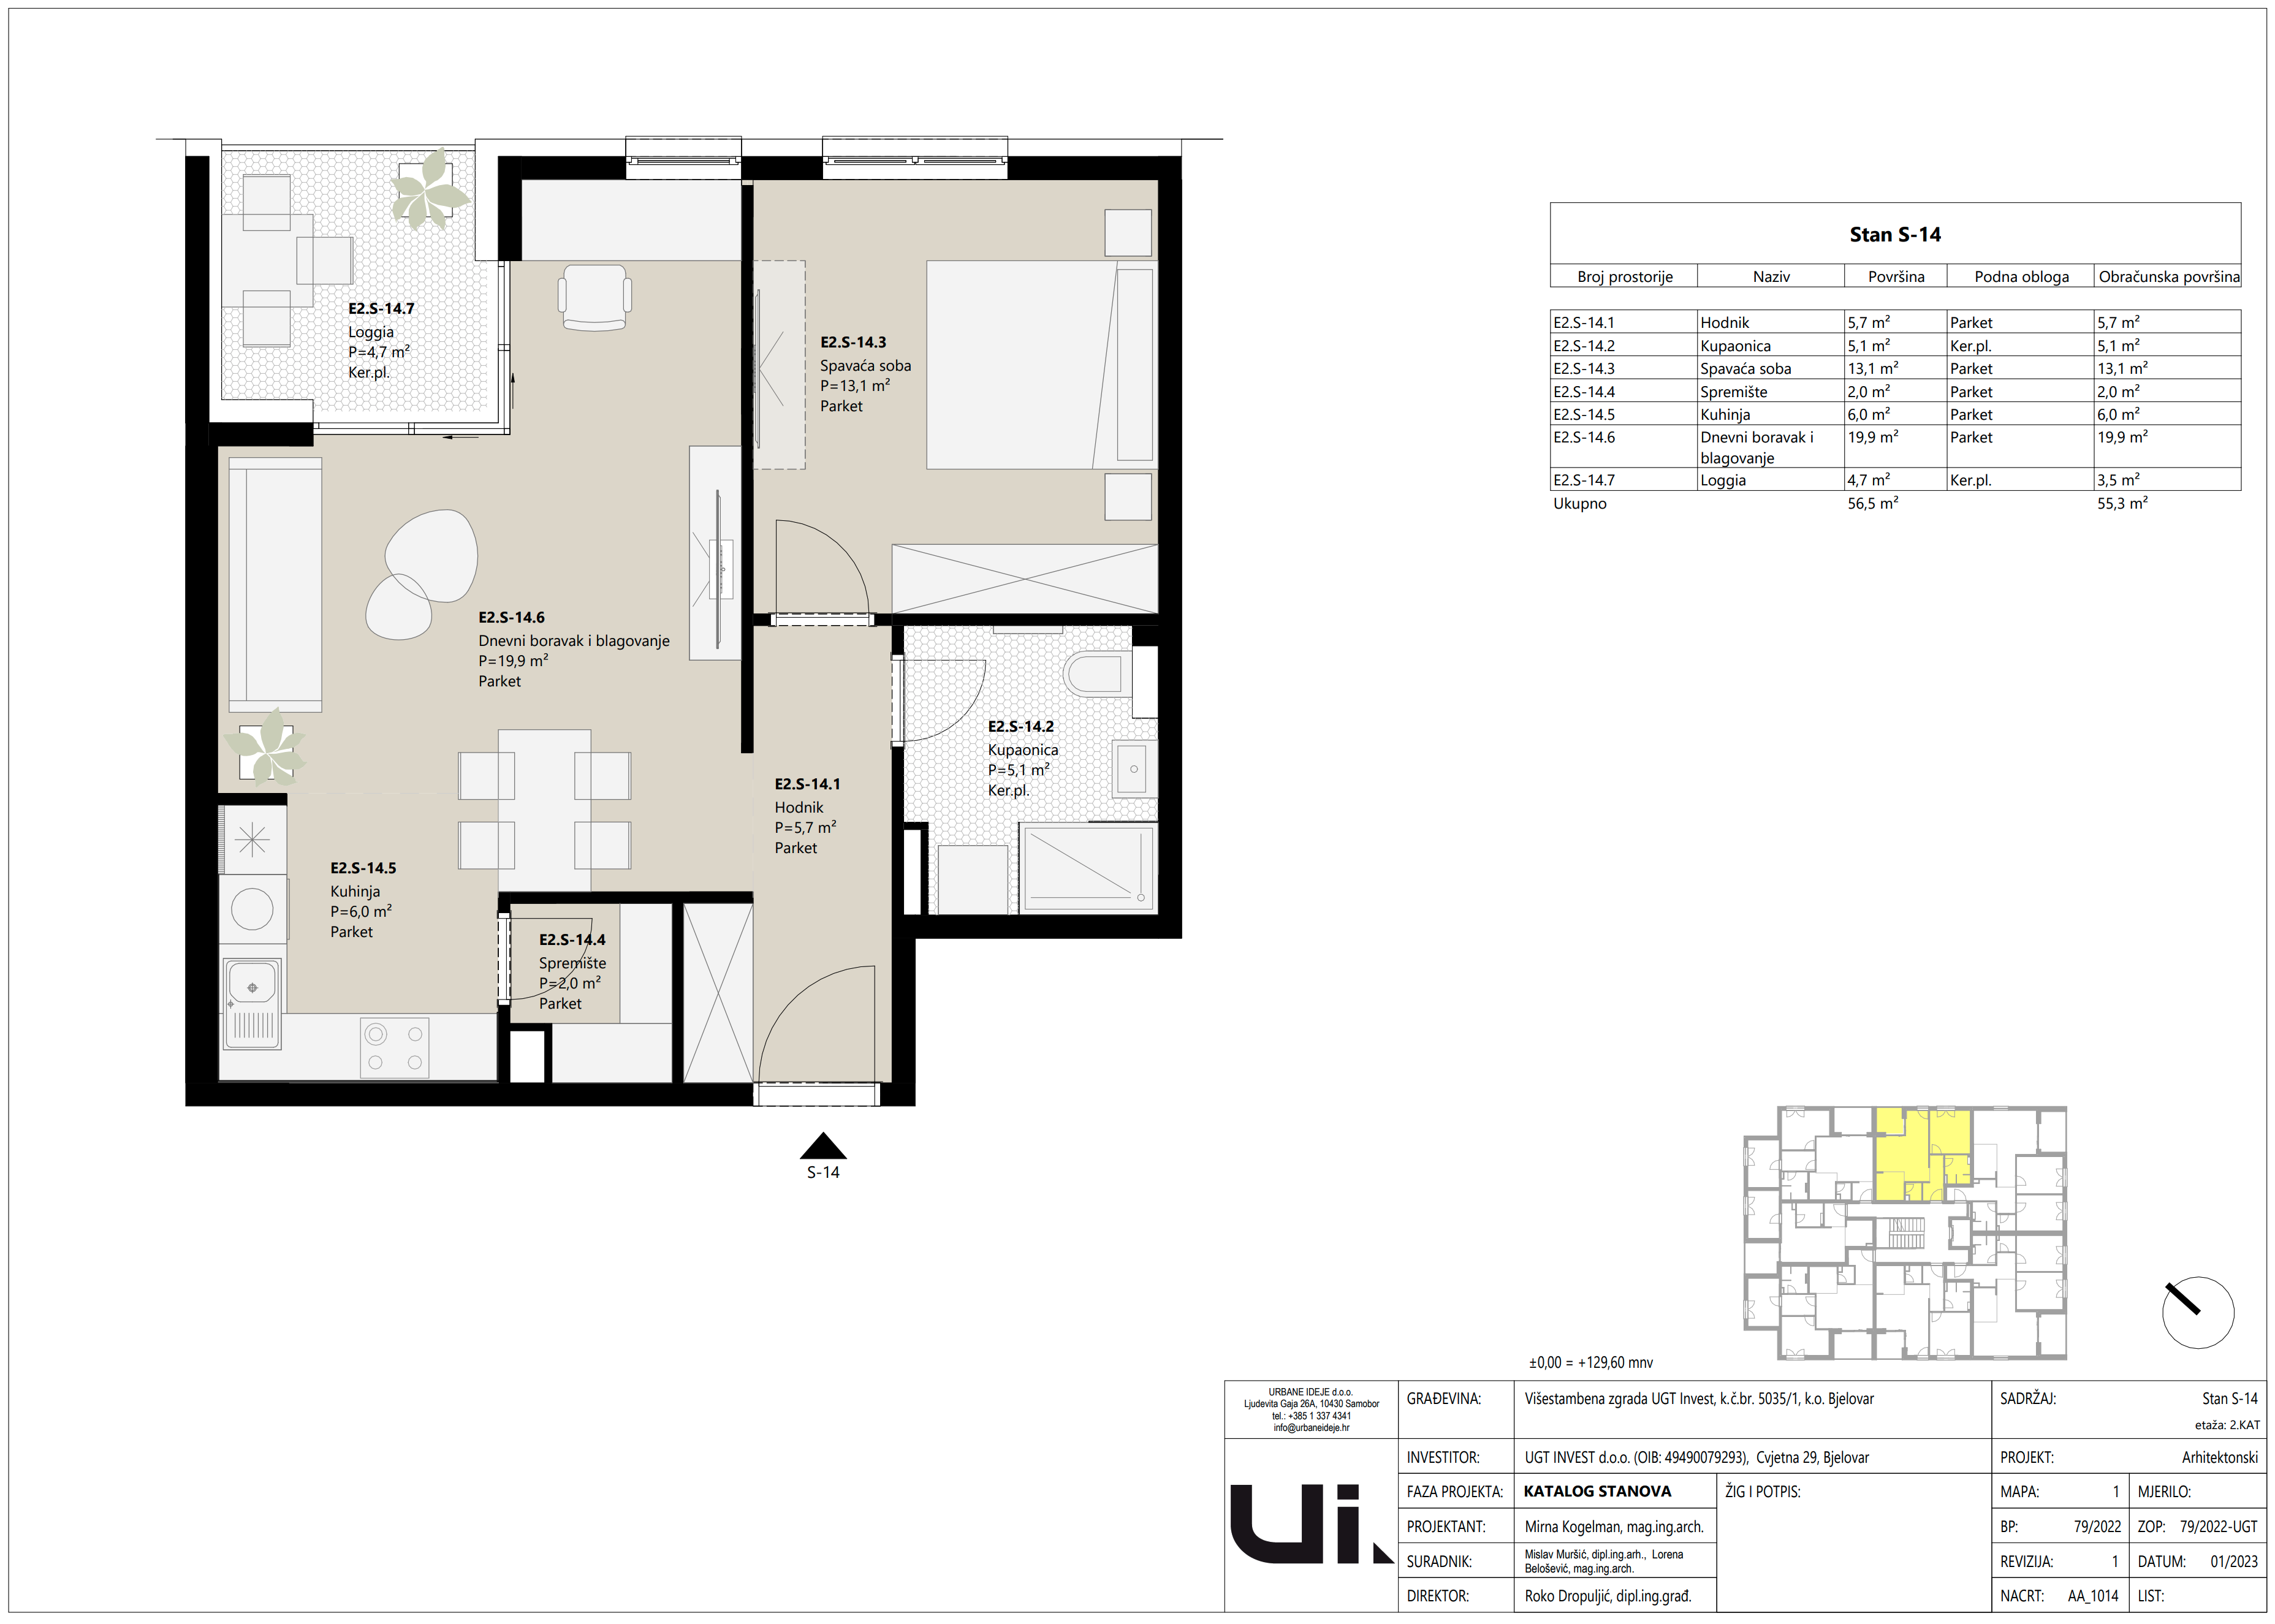 E2.S-14.7
Loggia
P=4,7 m²
Ker.pl.
E2.S-14.3
Spavaća soba
P=13,1 m²
Parket
E2.S-14.6
Dnevni boravak i blagovanje
P=19,9 m²
Parket
E2.S-14.2
Kupaonica
P=5,1 m²
Ker.pl.
E2.S-14.1
Hodnik
P=5,7 m²
Parket
E2.S-14.5
Kuhinja
P=6,0 m²
Parket
E2.S-14.4
Spremište
P=2,0 m²
Parket
S-14
Stan S-14
Broj prostorije Naziv Površina Podna obloga Obračunska površina
E2.S-14.1 Hodnik 5,7 m² Parket 5,7 m²
E2.S-14.2 Kupaonica 5,1 m² Ker.pl. 5,1 m²
E2.S-14.3 Spavaća soba 13,1 m² Parket 13,1 m²
E2.S-14.4 Spremište 2,0 m² Parket 2,0 m²
E2.S-14.5 Kuhinja 6,0 m² Parket 6,0 m²
E2.S-14.6 Dnevni boravak i 19,9 m² Parket 19,9 m²
blagovanje
E2.S-14.7 Loggia 4,7 m² Ker.pl. 3,5 m²
Ukupno 56,5 m² 55,3 m²
±0,00 = +129,60 mnv
URBANE IDEJE d.o.o.
Ljudevita Gaja 26A, 10430 Samobor
tel.: +385 1 337 4341
info@urbaneideje.hr
ui.
GRAĐEVINA: Višestambena zgrada UGT Invest, k.č.br. 5035/1, k.o. Bjelovar
INVESTITOR: UGT INVEST d.o.o. (OIB: 49490079293), Cvjetna 29, Bjelovar
FAZA PROJEKTA: KATALOG STANOVA
PROJEKTANT: Mirna Kogelman, mag.ing.arch.
SURADNIK: Mislav Muršić, dipl.ing.arh., Lorena
Belošević, mag.ing.arch.
DIREKTOR: Roko Dropuljić, dipl.ing.građ.
ŽIG I POTPIS:
SADRŽAJ: Stan S-14
etaža: 2.KAT
PROJEKT: Arhitektonski
MAPA: 1 MJERILO:
BP: 79/2022 ZOP: 79/2022-UGT
REVIZIJA: 1 DATUM: 01/2023
NACRT: AA_1014 LIST: